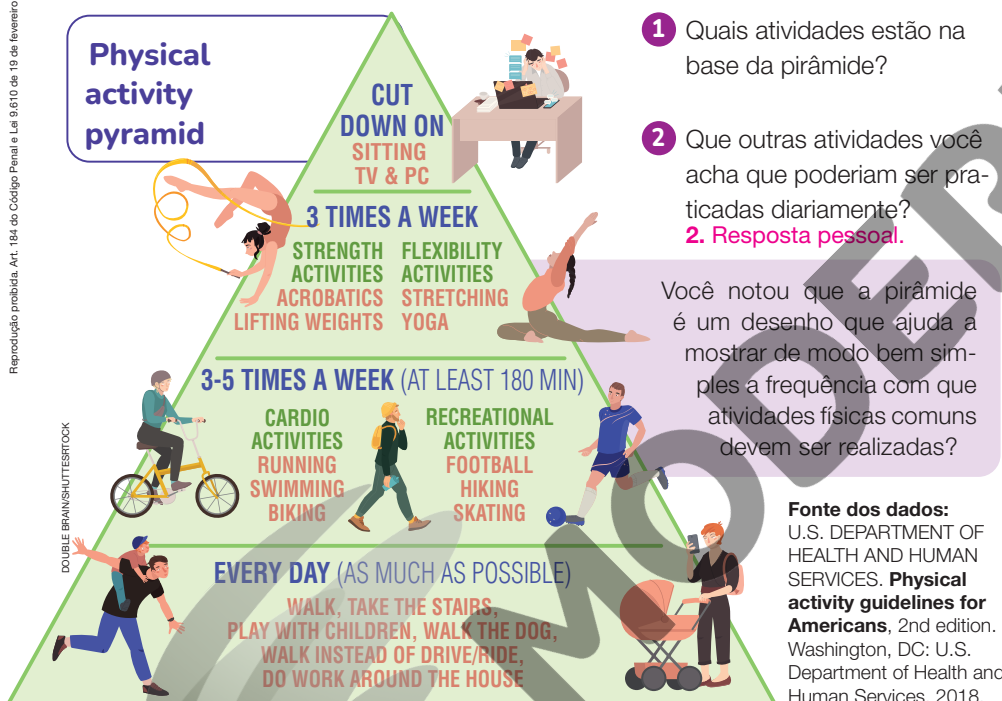 Reprodução proibida. Art. 184 do Código Penal e Lei 9.610 de 19 de fevereiro
DOUBLE BRAIN/SHUTTESRTOCK
Physical
activity
pyramid
CUT
DOWN ON
SITTING
TV & PC
3 TIMES A WEEK
STRENGTH
ACTIVITIES
ACROBATICS
LIFTING WEIGHTS
FLEXIBILITY
ACTIVITIES
STRETCHING
YOGA
3-5 TIMES A WEEK (AT LEAST 180 MIN)
CARDIO
ACTIVITIES
RUNNING
SWIMMING
BIKING
RECREATIONAL
ACTIVITIES
FOOTBALL
HIKING
SKATING
EVERY DAY (AS MUCH AS POSSIBLE)
WALK, TAKE THE STAIRS,
PLAY WITH CHILDREN, WALK THE DOG,
WALK INSTEAD OF DRIVE/RIDE,
DO WORK AROUND THE HOUSE
1 Quais atividades estão na
base da pirâmide?
2 Que outras atividades você
acha que poderiam ser pra-
ticadas diariamente?
2. Resposta pessoal.
Você notou que a pirâmide
é um desenho que ajuda a
mostrar de modo bem sim-
ples a frequência com que
atividades físicas comuns
devem ser realizadas?
Fonte dos dados:
U.S. DEPARTMENT OF
HEALTH AND HUMAN
SERVICES. Physical
activity guidelines for
Americans, 2nd edition.
Washington, DC: U.S.
Department of Health and
Human Services, 2018.
MODER